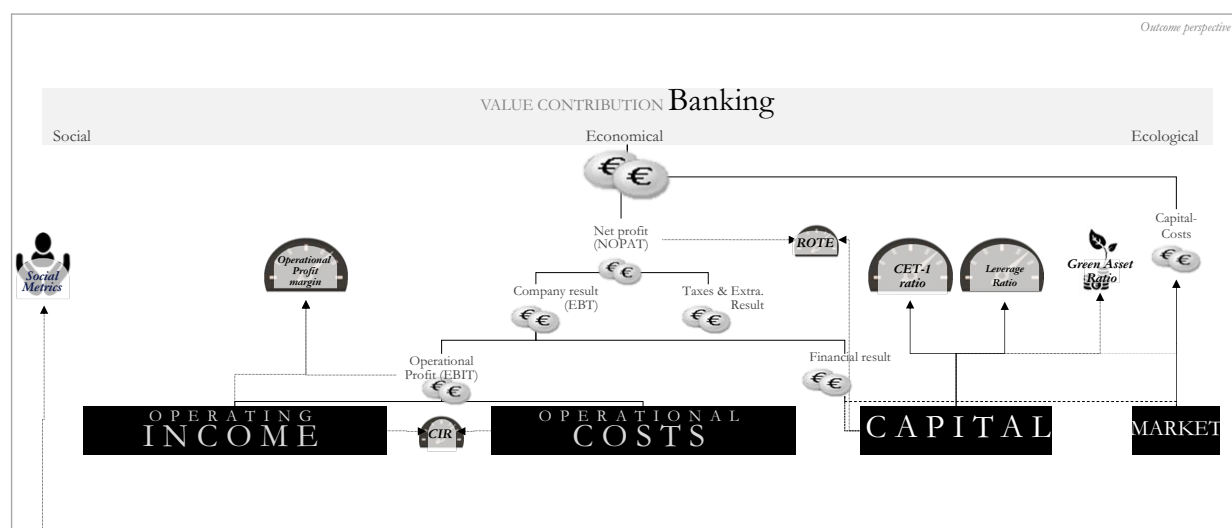 Outcome perspective
VALUE CONTRIBUTION Banking
Social
Economical
Ecological
€ €
Capital-
Costs
Net profit
(NOPAT)
ROTE
Operational
Profit
margin
CET-1
ratio
Leverage
Ratio
Green Asset
Ratio
Social
Metrics
€ €
€ €
Company result
(EBT)
Taxes & Extra.
Result
€ €
€ €
Operational
Profit (EBIT)
Financial result
€ €
€ €
OPERATING
INCOME
CIR
OPERATIONAL
COSTS
CAPITAL
MARKET